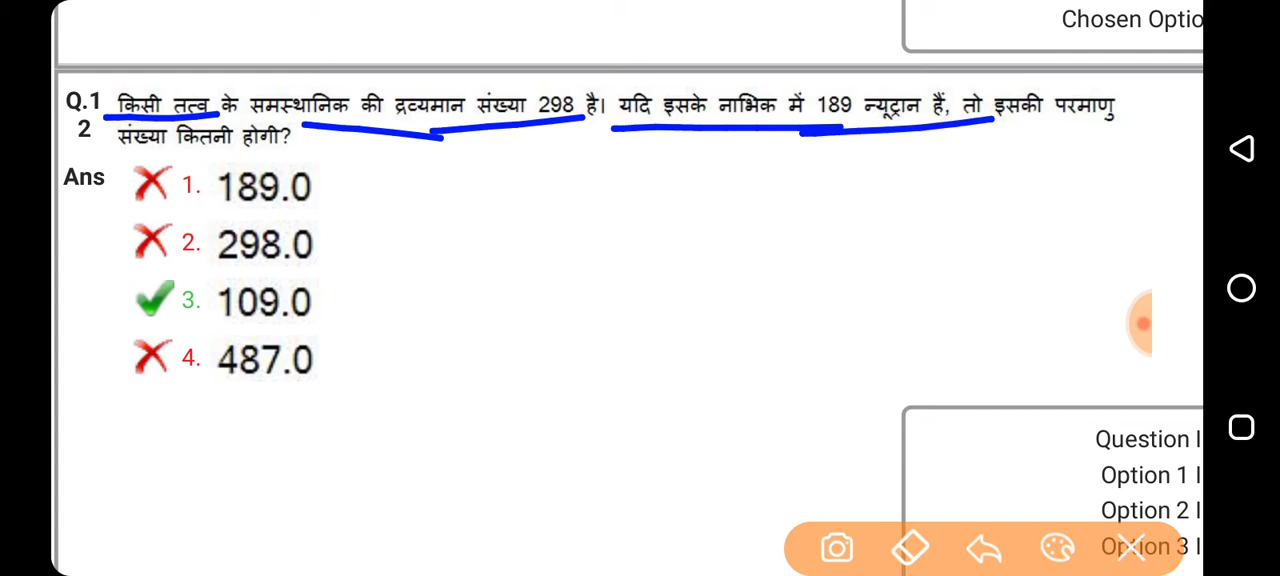 Chosen Optio
Q.1 किसी तत्व के समस्थानिक की द्रव्यमान संख्या 298 है। यदि इसके नाभिक में 189 न्यूट्रान हैं, तो इसकी परमाणु
2 संख्या कितनी होगी?
Ans 1. 189.0
2. 298.0
3. 109.0
4. 487.0
Question I
Option 1 I
Option 2 I
Option 3 I